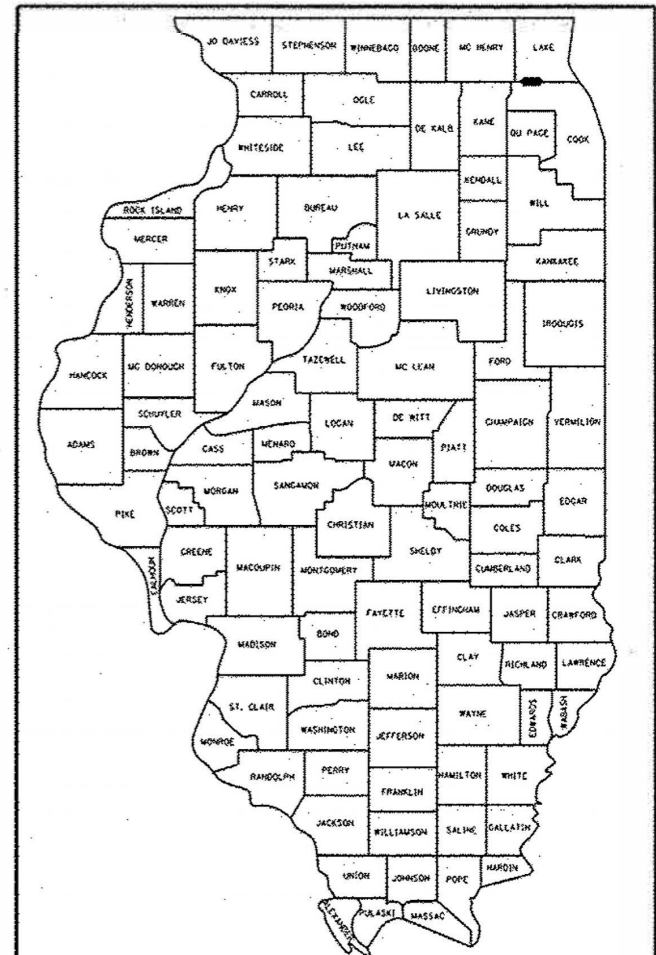 JO DAVIESS
STEPHENSON
WINNEBAGO
BOONE
MC HENRY
LAKE
CARROLL
OGLE
DE KALB
KANE
DU PAGE
COOK
WHITESIDE
LEE
KENDALL
WILL
ROCK ISLAND
HENRY
BUREAU
LA SALLE
GRUNDY
MERCER
PUTNAM
STARK
MARSHALL
KANKAKEE
HENDERSON
WARREN
KNOX
PEORIA
WOODFORD
LIVINGSTON
IROQUOIS
HANCOCK
MC DONOUGH
FULTON
TAZEWELL
MC LEAN
FORD
MASON
SCHUYLER
LOGAN
DE WITT
CHAMPAIGN
VERMILION
ADAMS
BROWN
CASS
MENARD
MACON
PIATT
PIKE
SCOTT
MORGAN
SANGAMON
CHRISTIAN
MOULTRIE
DOUGLAS
EDGAR
COLES
CALHOUN
GREENE
MACOUPIN
MONTGOMERY
SHELBY
CUMBERLAND
CLARK
JERSEY
FAYETTE
EFFINGHAM
JASPER
CRAWFORD
MADISON
BOND
CLAY
RICHLAND
LAWRENCE
CLINTON
MARION
ST. CLAIR
WAYNE
EDWARDS
WABASH
MONROE
WASHINGTON
JEFFERSON
RANDOLPH
PERRY
HAMILTON
WHITE
FRANKLIN
JACKSON
WILLIAMSON
SALINE
GALLATIN
UNION
JOHNSON
POPE
HARDIN
ALEXANDER
PULASKI
MASSAC